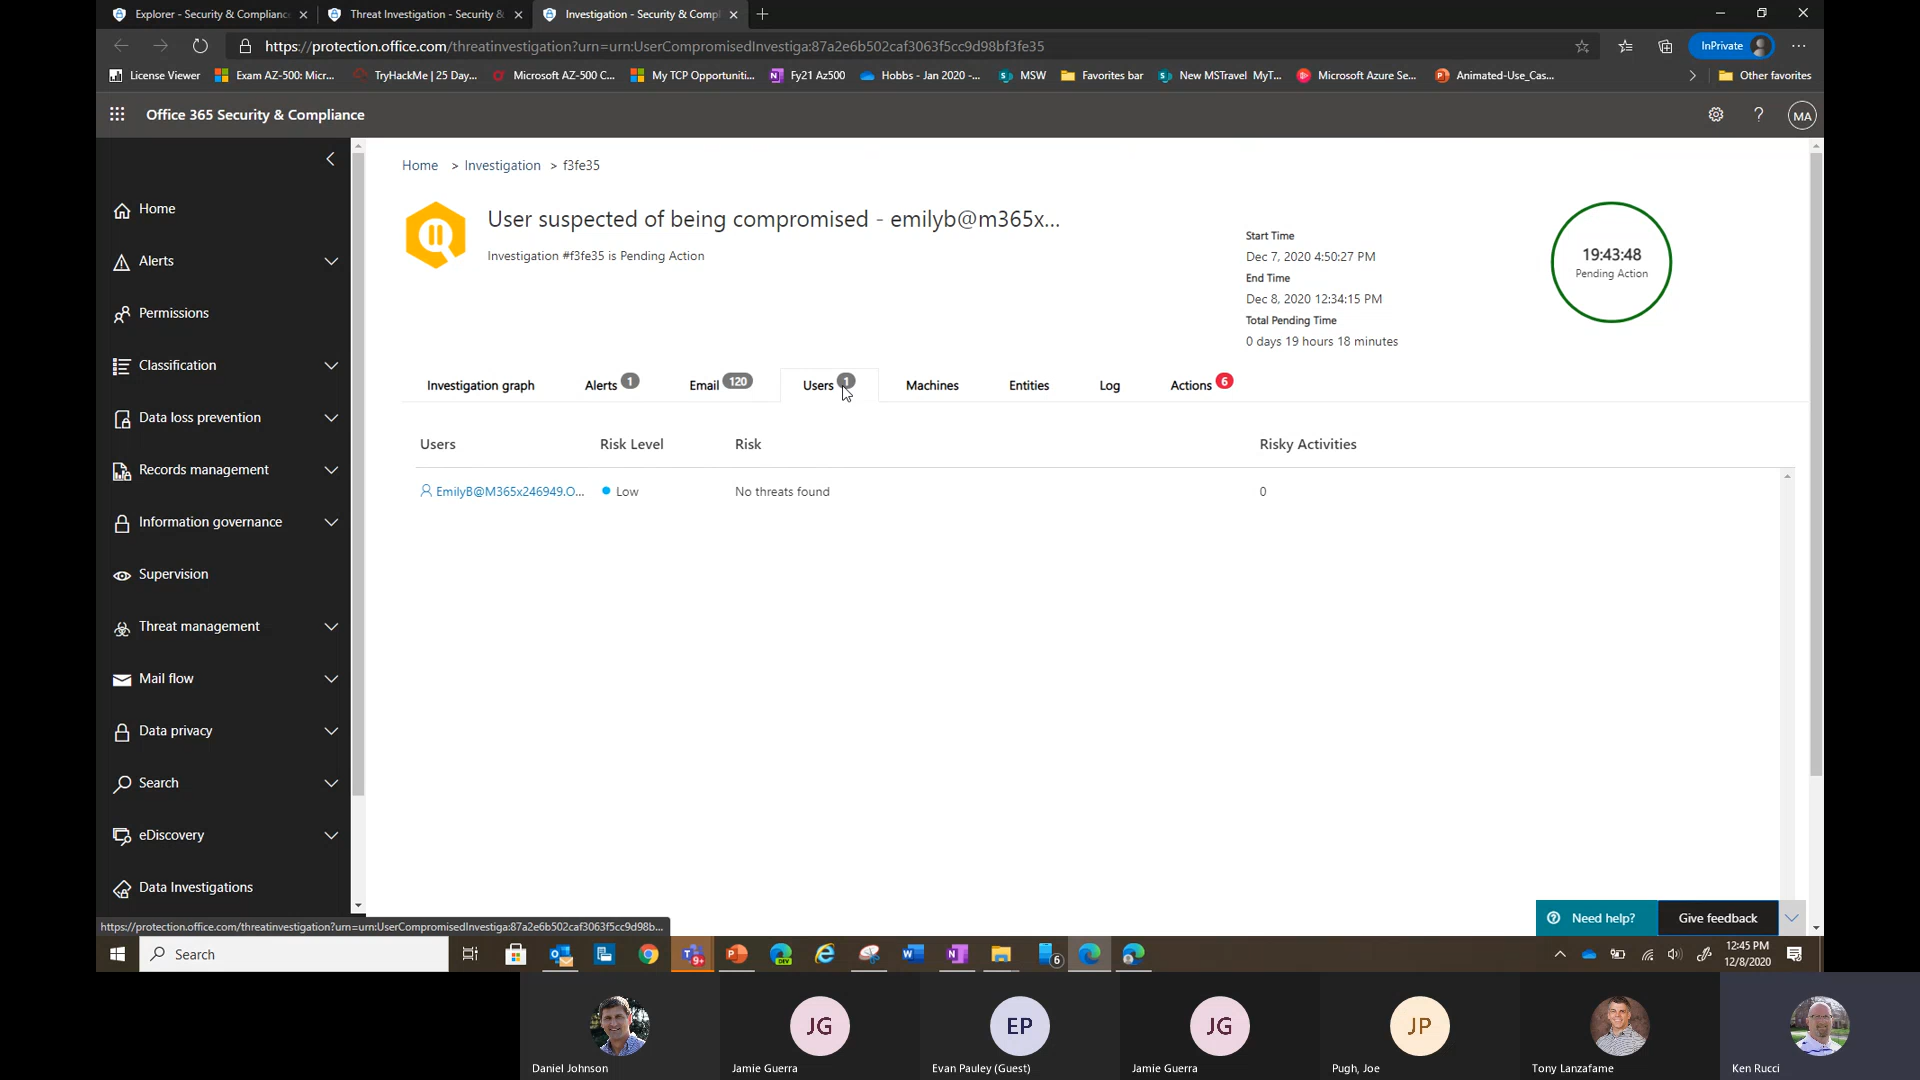 Explorer - Security & Compliance
Threat Investigation - Security &
Investigation - Security & Compl
https://protection.office.com/threatinvestigation?urn=urn:UserCompromisedInvestiga:87a2e6b502caf3063f5cc9d98bf3fe35
InPrivate
License Viewer
Exam AZ-500: Micr...
TryHackMe | 25 Day...
Microsoft AZ-500 C...
My TCP Opportuniti...
Fy21 Az500
Hobbs - Jan 2020 -...
MSW
Favorites bar
New MSTravel MyT...
Microsoft Azure Se...
Animated-Use_Cas...
Other favorites
Office 365 Security & Compliance
?
MA
Home
Alerts
Permissions
Classification
Data loss prevention
Records management
Information governance
Supervision
Threat management
Mail flow
Data privacy
Search
eDiscovery
Data Investigations
Home > Investigation > f3fe35
User suspected of being compromised - emilyb@m365x...
Investigation #f3fe35 is Pending Action
Start Time
Dec 7, 2020 4:50:27 PM
End Time
Dec 8, 2020 12:34:15 PM
Total Pending Time
0 days 19 hours 18 minutes
19:43:48
Pending Action
Investigation graph
Alerts 1
Email 120
Users 1
Machines
Entities
Log
Actions 6
Users Risk Level Risk Risky Activities
EmilyB@M365x246949.O... Low No threats found 0
Need help?
Give feedback
https://protection.office.com/threatinvestigation?urn=urn:UserCompromisedInvestiga:87a2e6b502caf3063f5cc9d98b...
Search
9+
DEV
6
12:45 PM
12/8/2020
JG
EP
JG
JP
Daniel Johnson
Jamie Guerra
Evan Pauley (Guest)
Jamie Guerra
Pugh, Joe
Tony Lanzafame
Ken Rucci